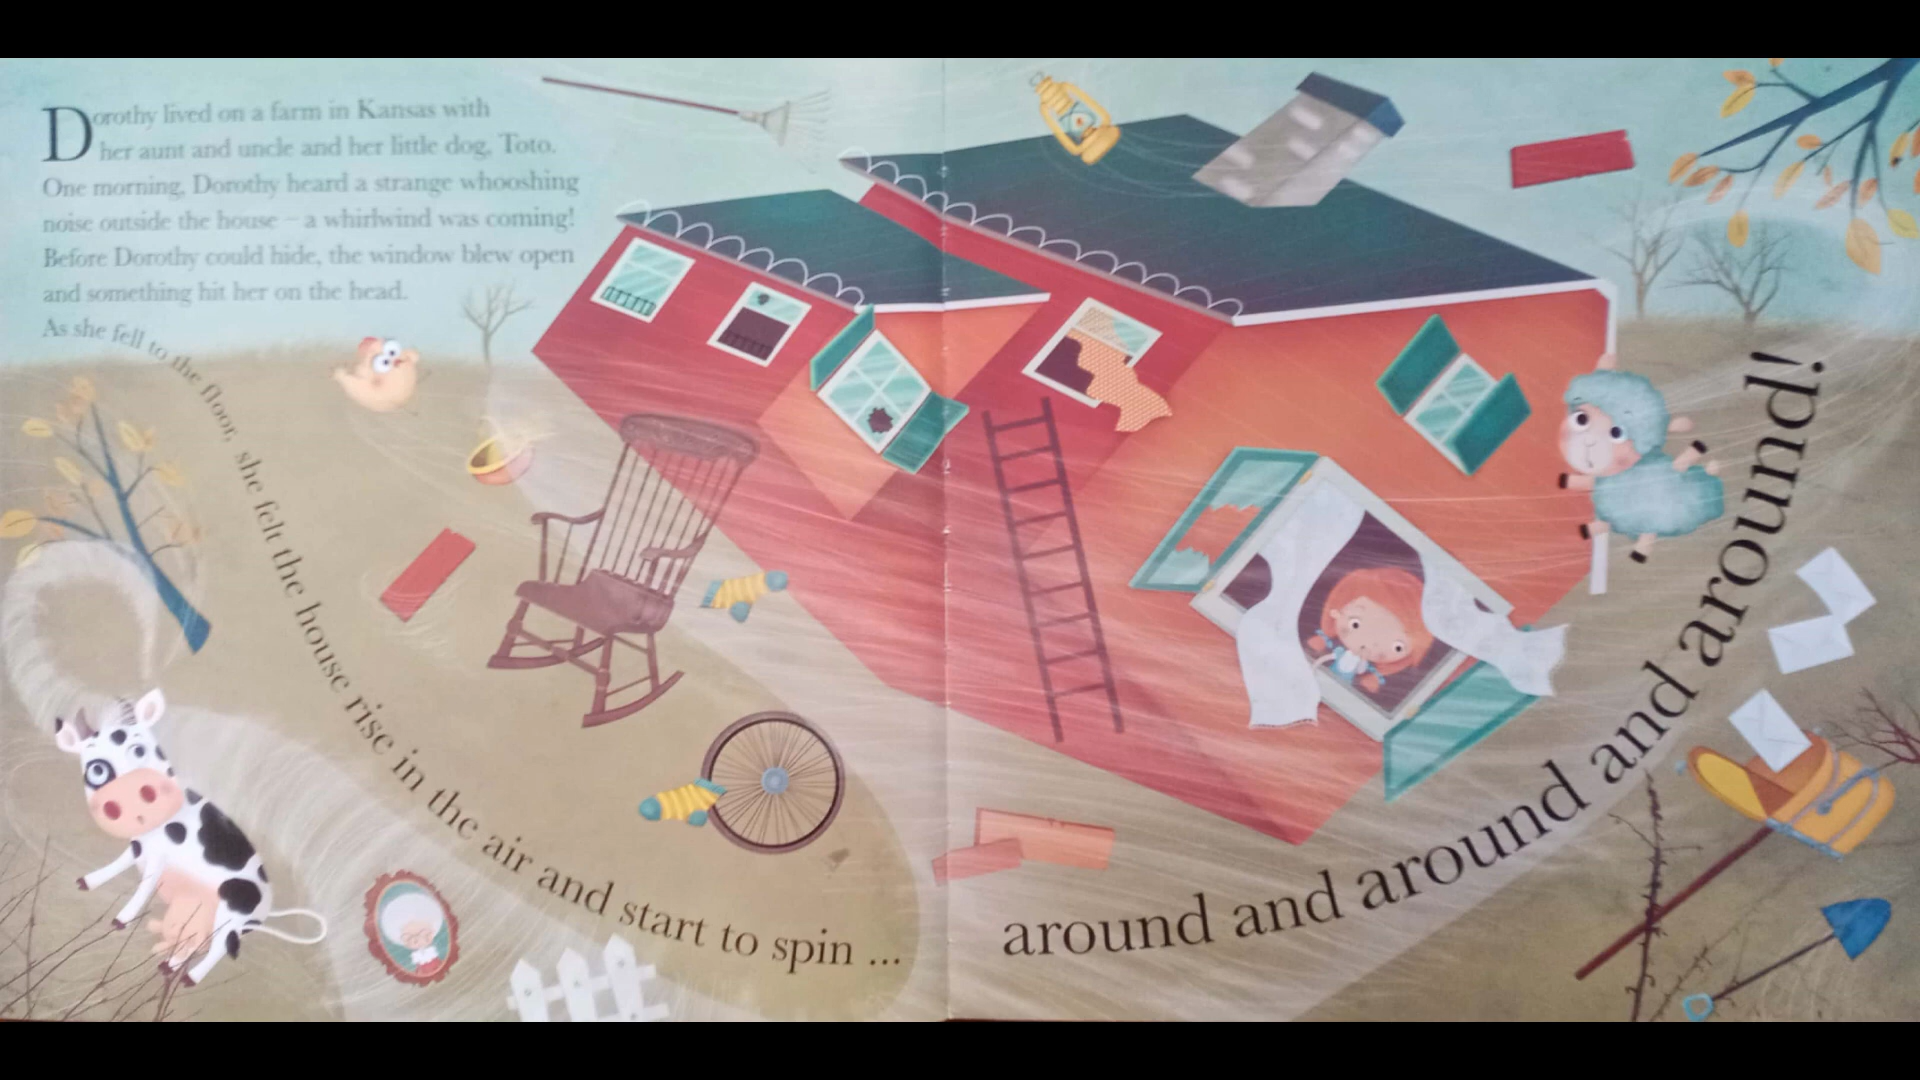 Dorothy lived on a farm in Kansas with
her aunt and uncle and her little dog, Toto.
One morning, Dorothy heard a strange whooshing
noise outside the house – a whirlwind was coming!
Before Dorothy could hide, the window blew open
and something hit her on the head.
As she fell to the floor, she felt the house rise in the air and start to spin ...
around and around and around and around!